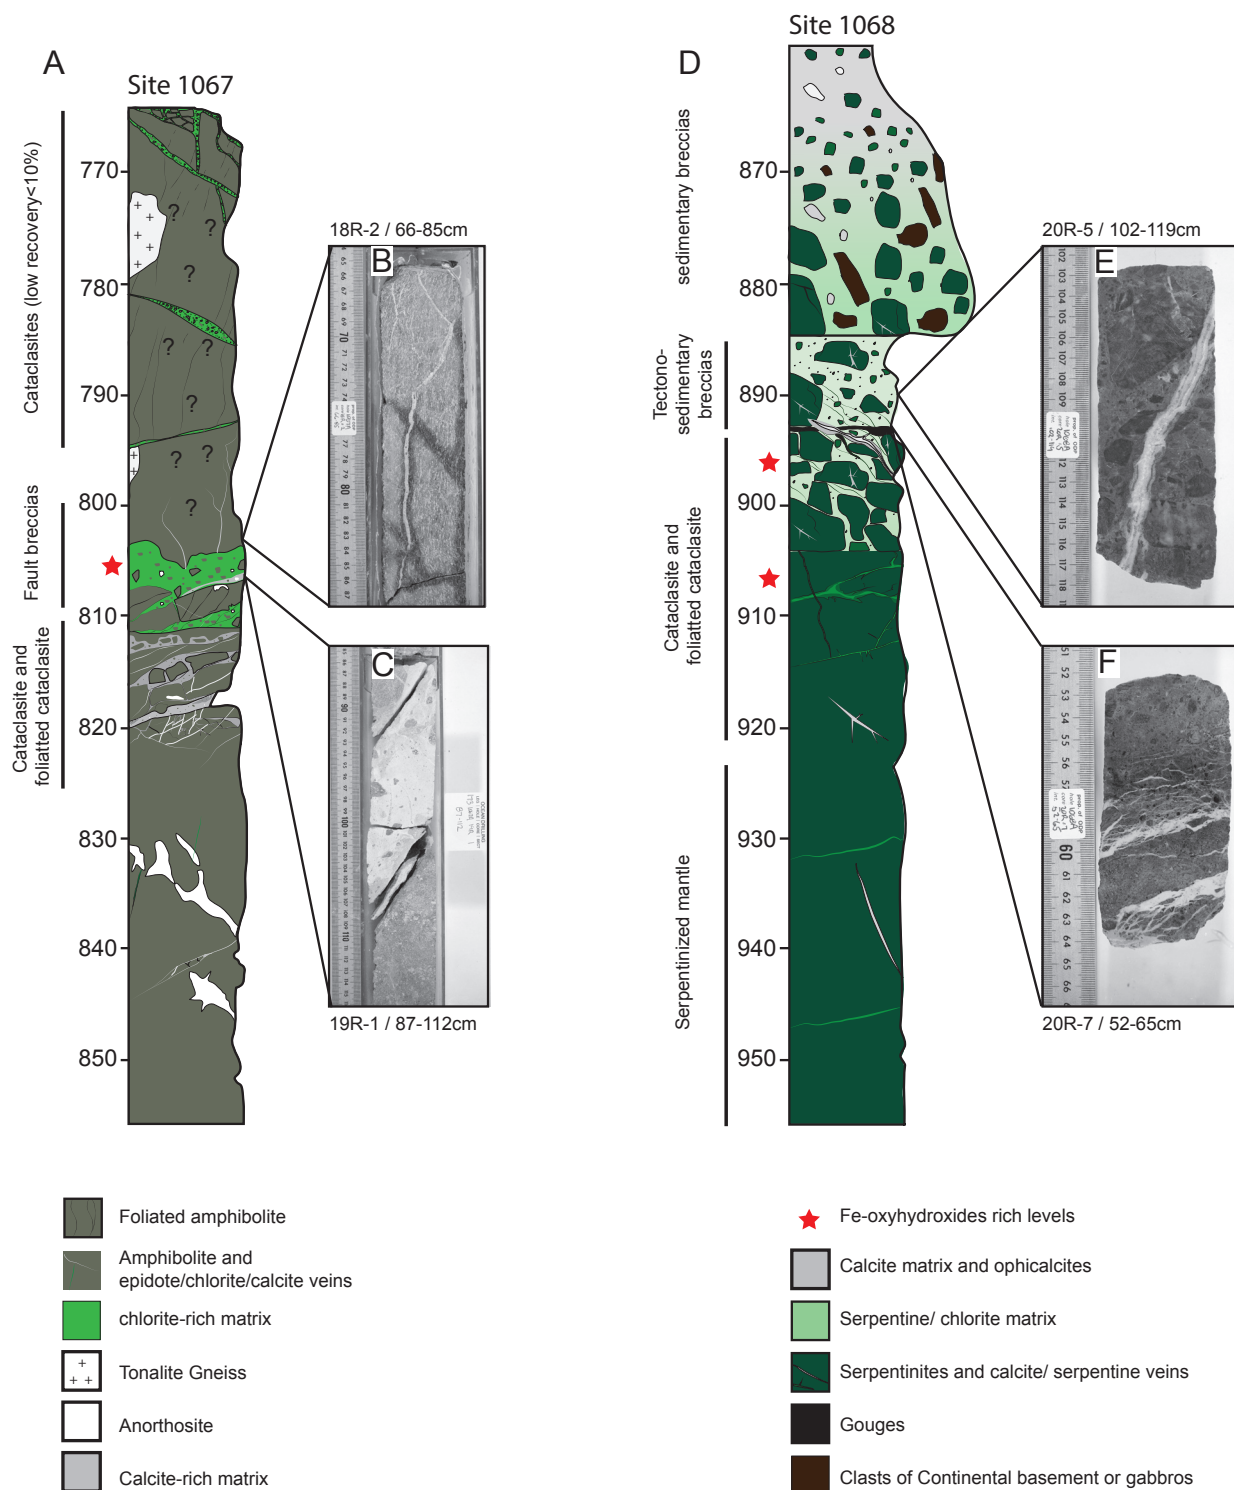 A
Site 1067
Cataclasites (low recovery<10%)
Fault breccias
Cataclasite and
foliatted cataclasite
770
780
790
800
810
820
830
840
850
? ?
?
? ?
?
? ?
?
18R-2 / 66-85cm
B
C
19R-1 / 87-112cm
Site 1068
D
sedimentary breccias
Tectono-
sedimentary
breccias
Cataclasite and
foliatted cataclasite
Serpentinized mantle
870
880
890
900
910
920
930
940
950
20R-5 / 102-119cm
E
F
20R-7 / 52-65cm
Foliated amphibolite
Amphibolite and
epidote/chlorite/calcite veins
chlorite-rich matrix
Tonalite Gneiss
Anorthosite
Calcite-rich matrix
Fe-oxyhydroxides rich levels
Calcite matrix and ophicalcites
Serpentine/ chlorite matrix
Serpentinites and calcite/ serpentine veins
Gouges
Clasts of Continental basement or gabbros